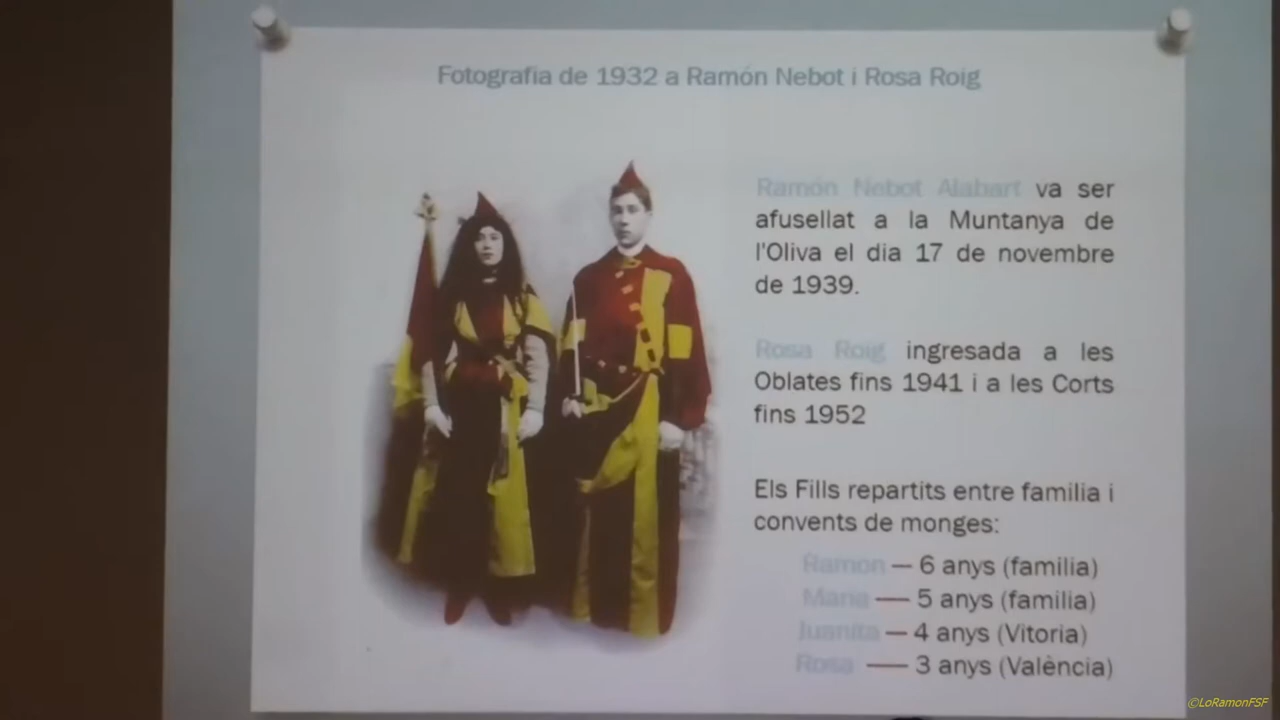 Fotografia de 1932 a Ramón Nebot i Rosa Roig
Ramón Nebot Alabart va ser
afusellat a la Muntanya de
l'Oliva el dia 17 de novembre
de 1939.
Rosa Roig ingresada a les
Oblates fins 1941 i a les Corts
fins 1952
Els Fills repartits entre familia i
convents de monges:
Ramon — 6 anys (familia)
Maria — 5 anys (familia)
Juanita — 4 anys (Vitoria)
Rosa — 3 anys (València)
©LoRamonFSF